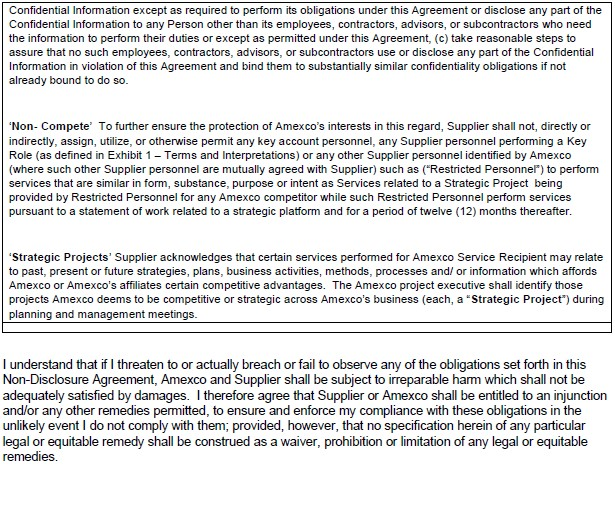 Confidential Information except as required to perform its obligations under this Agreement or disclose any part of the
Confidential Information to any Person other than its employees, contractors, advisors, or subcontractors who need
the information to perform their duties or except as permitted under this Agreement, (c) take reasonable steps to
assure that no such employees, contractors, advisors, or subcontractors use or disclose any part of the Confidential
Information in violation of this Agreement and bind them to substantially similar confidentiality obligations if not
already bound to do so.
‘Non- Compete’ To further ensure the protection of Amexco’s interests in this regard, Supplier shall not, directly or
indirectly, assign, utilize, or otherwise permit any key account personnel, any Supplier personnel performing a Key
Role (as defined in Exhibit 1 – Terms and Interpretations) or any other Supplier personnel identified by Amexco
(where such other Supplier personnel are mutually agreed with Supplier) such as (“Restricted Personnel”) to perform
services that are similar in form, substance, purpose or intent as Services related to a Strategic Project being
provided by Restricted Personnel for any Amexco competitor while such Restricted Personnel perform services
pursuant to a statement of work related to a strategic platform and for a period of twelve (12) months thereafter.
‘Strategic Projects’ Supplier acknowledges that certain services performed for Amexco Service Recipient may relate
to past, present or future strategies, plans, business activities, methods, processes and/ or information which affords
Amexco or Amexco’s affiliates certain competitive advantages. The Amexco project executive shall identify those
projects Amexco deems to be competitive or strategic across Amexco’s business (each, a “Strategic Project”) during
planning and management meetings.
I understand that if I threaten to or actually breach or fail to observe any of the obligations set forth in this
Non-Disclosure Agreement, Amexco and Supplier shall be subject to irreparable harm which shall not be
adequately satisfied by damages. I therefore agree that Supplier or Amexco shall be entitled to an injunction
and/or any other remedies permitted, to ensure and enforce my compliance with these obligations in the
unlikely event I do not comply with them; provided, however, that no specification herein of any particular
legal or equitable remedy shall be construed as a waiver, prohibition or limitation of any legal or equitable
remedies.